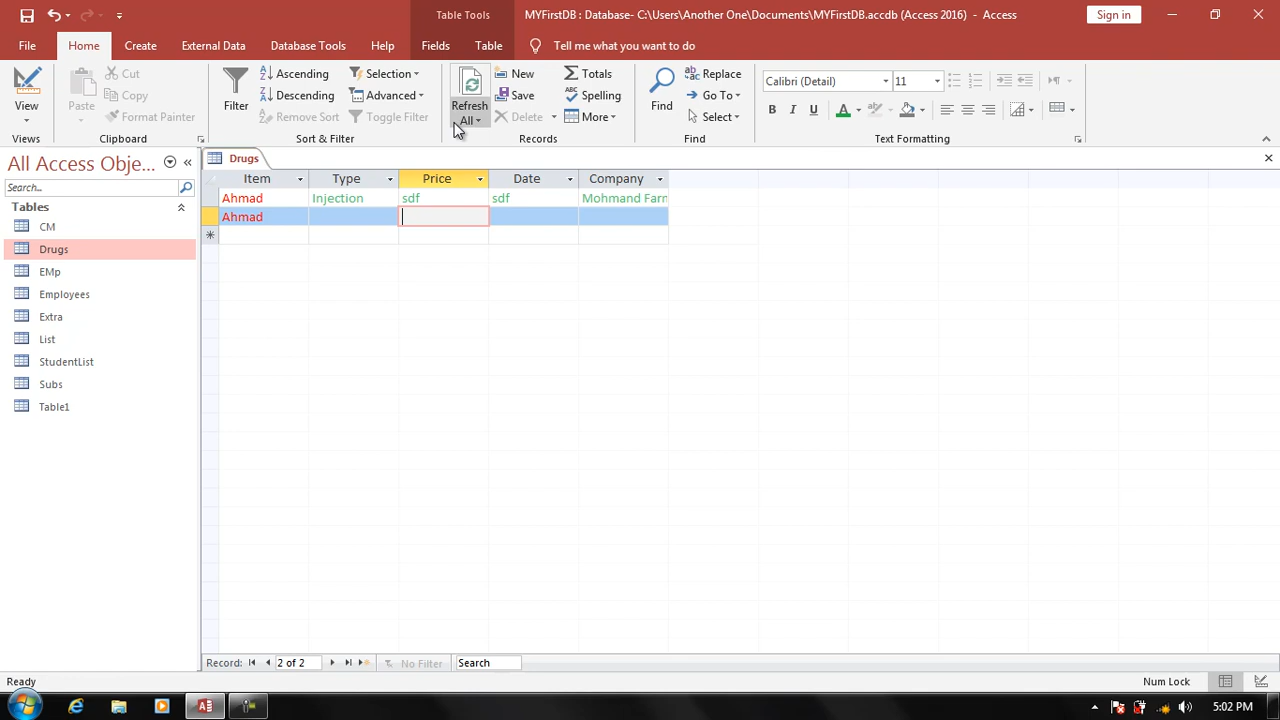 Table Tools
MYFirstDB : Database- C:\Users\Another One\Documents\MYFirstDB.accdb (Access 2016) - Access
Sign in
File Home Create External Data Database Tools Help Fields Table Tell me what you want to do
View
Views
Paste
Cut
Copy
Format Painter
Clipboard
Filter
Ascending
Descending
Remove Sort
Selection
Advanced
Toggle Filter
Sort & Filter
Refresh
All
New
Save
Delete
Totals
Spelling
More
Records
Find
Replace
Go To
Select
Find
Calibri (Detail) 11
B I U
A
Text Formatting
All Access Obje...
Search...
Tables
CM
Drugs
EMp
Employees
Extra
List
StudentList
Subs
Table1
Drugs
Item Type Price Date Company
Ahmad Injection sdf sdf Mohmand Farm
Ahmad
Record: 2 of 2 No Filter Search
Ready
Num Lock
5:02 PM